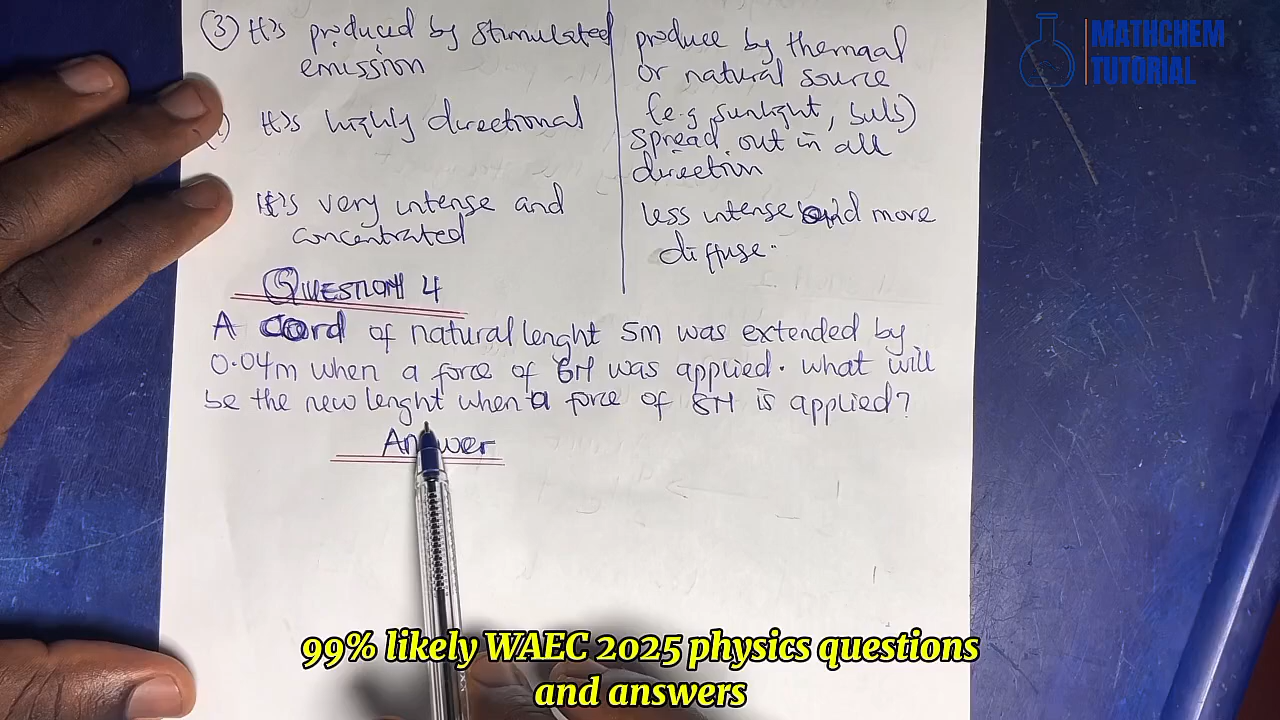 (3) It's produced by stimulated
emission
It's highly directional
It's very intense and
concentrated
produce by thermaal
or natural source
(e.g sunlight, bulb)
Spread out in all
direction
less intense and more
diffuse.
QUESTION 4
A Cord of natural lenght 5m was extended by
0.04m when a force of 6N was applied. what will
be the new lenght when a force of 8N is applied?
Answer
MATHCHEM
TUTORIAL
99% likely WAEC 2025 physics questions
and answers